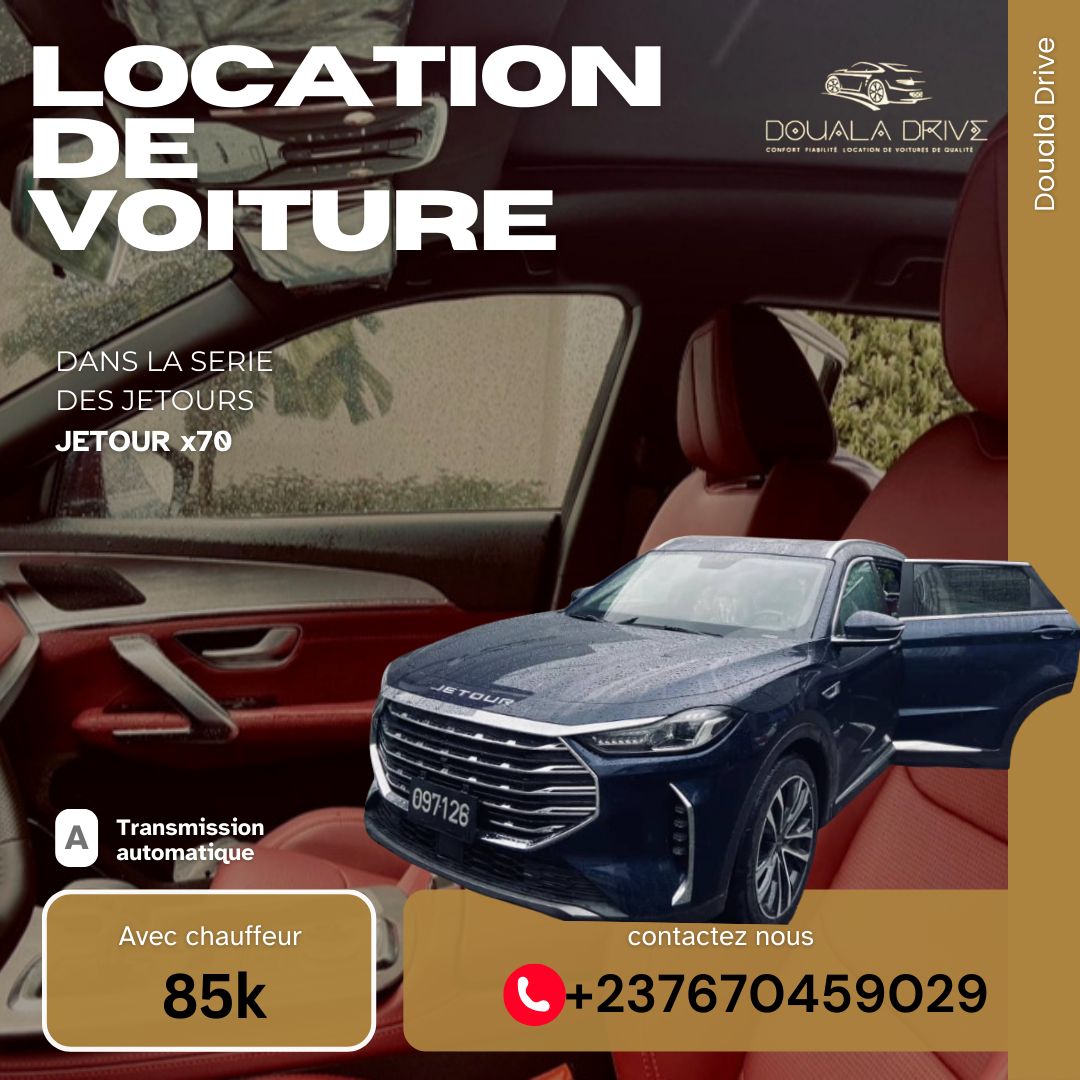 LOCATION
DE
VOITURE
DOUALA DRIVE
CONFORT FIABILITÉ LOCATION DE VOITURES DE QUALITÉ
Douala Drive
DANS LA SERIE
DES JETOURS
JETOUR x70
JETOUR
097126
A
Transmission
automatique
Avec chauffeur
85k
contactez nous
+237670459029